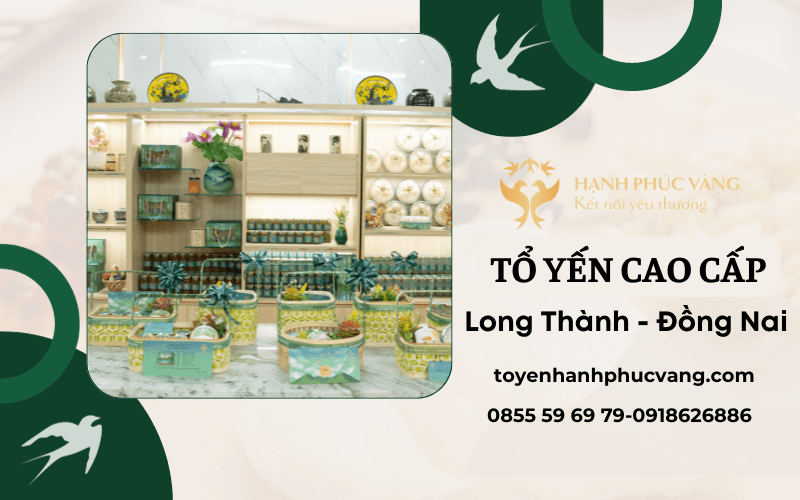 HẠNH PHÚC VÀNG
Kết nối yêu thương
TỔ YẾN CAO CẤP
Long Thành - Đồng Nai
toyenhanhphucvang.com
0855 59 69 79-0918626886